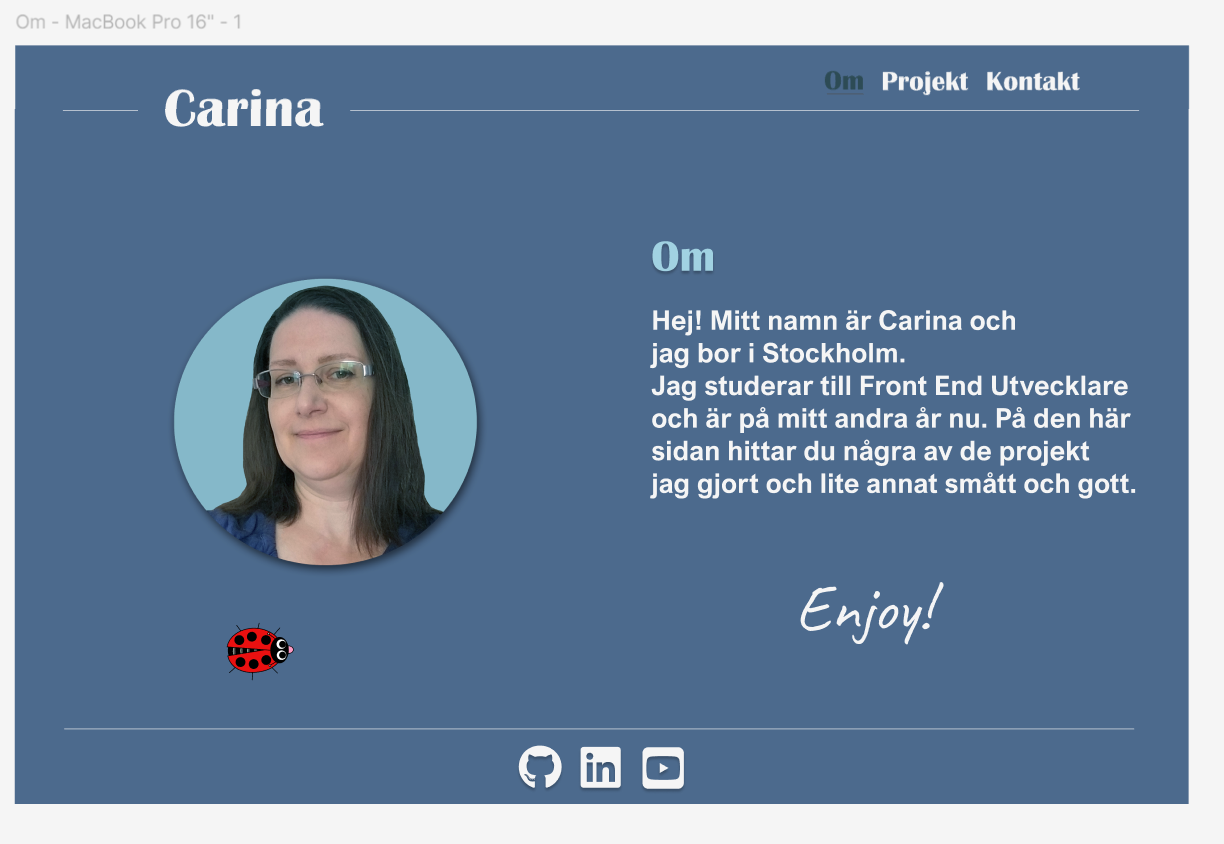 Om - MacBook Pro 16" - 1
Om Projekt Kontakt
Carina
Om
Hej! Mitt namn är Carina och
jag bor i Stockholm.
Jag studerar till Front End Utvecklare
och är på mitt andra år nu. På den här
sidan hittar du några av de projekt
jag gjort och lite annat smått och gott.
Enjoy!
in